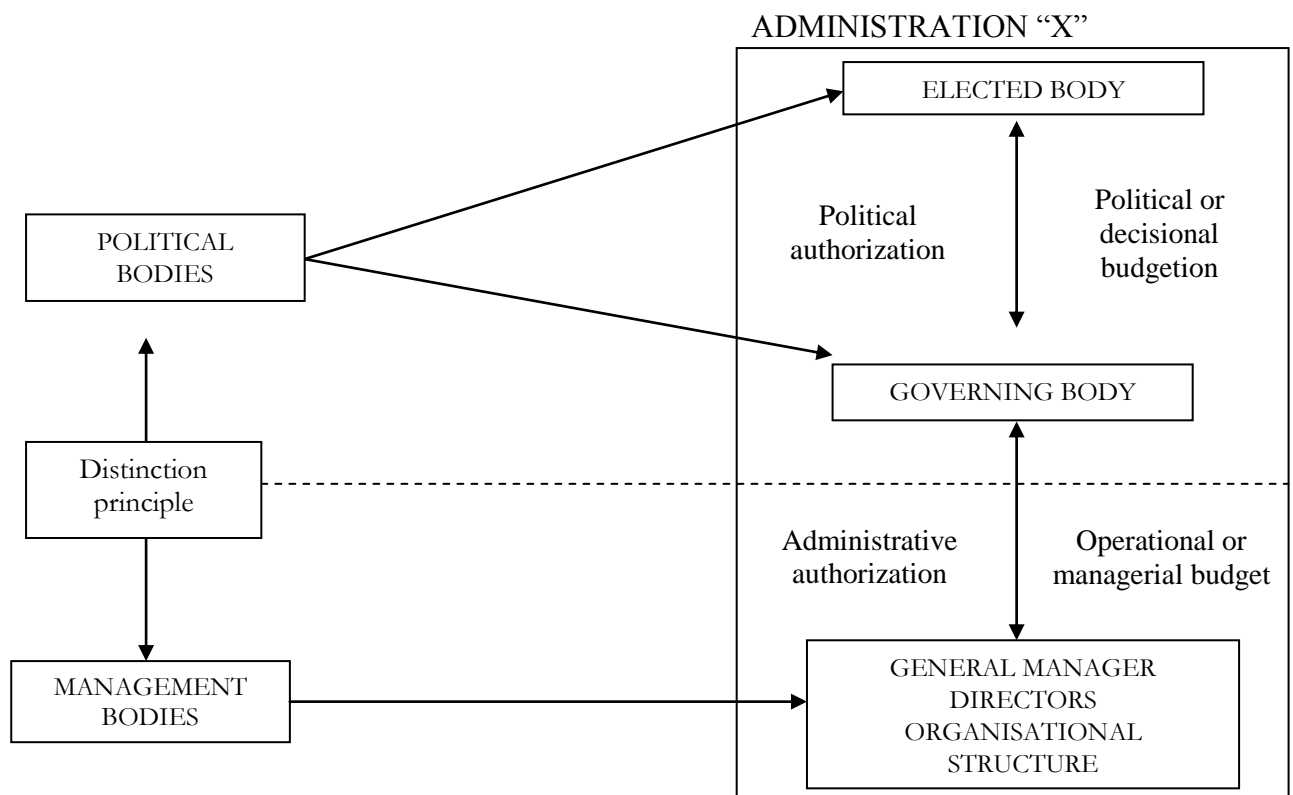 ADMINISTRATION “X”
ELECTED BODY
POLITICAL
BODIES
Political
authorization
Political or
decisional
budgetion
GOVERNING BODY
Distinction
principle
Administrative
authorization
Operational or
managerial budget
MANAGEMENT
BODIES
GENERAL MANAGER
DIRECTORS
ORGANISATIONAL
STRUCTURE